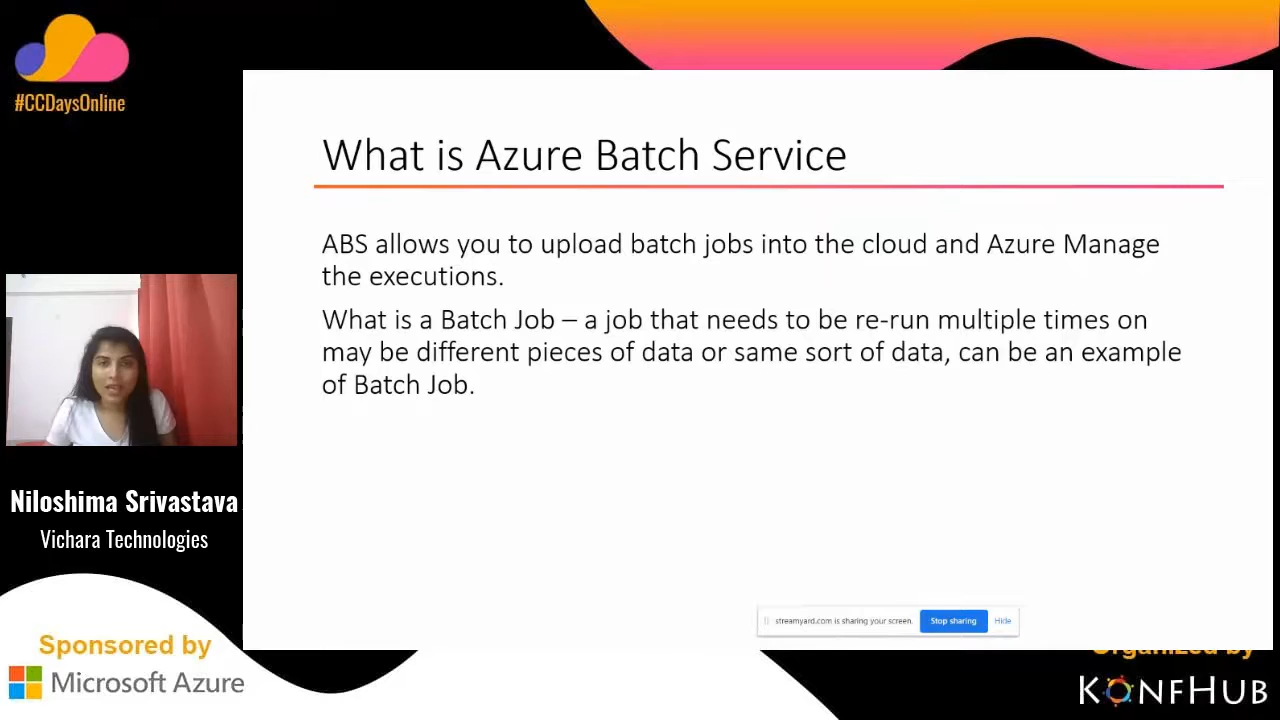 #CCDaysOnline
What is Azure Batch Service
ABS allows you to upload batch jobs into the cloud and Azure Manage
the executions.
What is a Batch Job – a job that needs to be re-run multiple times on
may be different pieces of data or same sort of data, can be an example
of Batch Job.
Niloshima Srivastava
Vichara Technologies
streamyard.com is sharing your screen.
Stop sharing
Hide
Sponsored by
Microsoft Azure
Organized by
KONFHUB